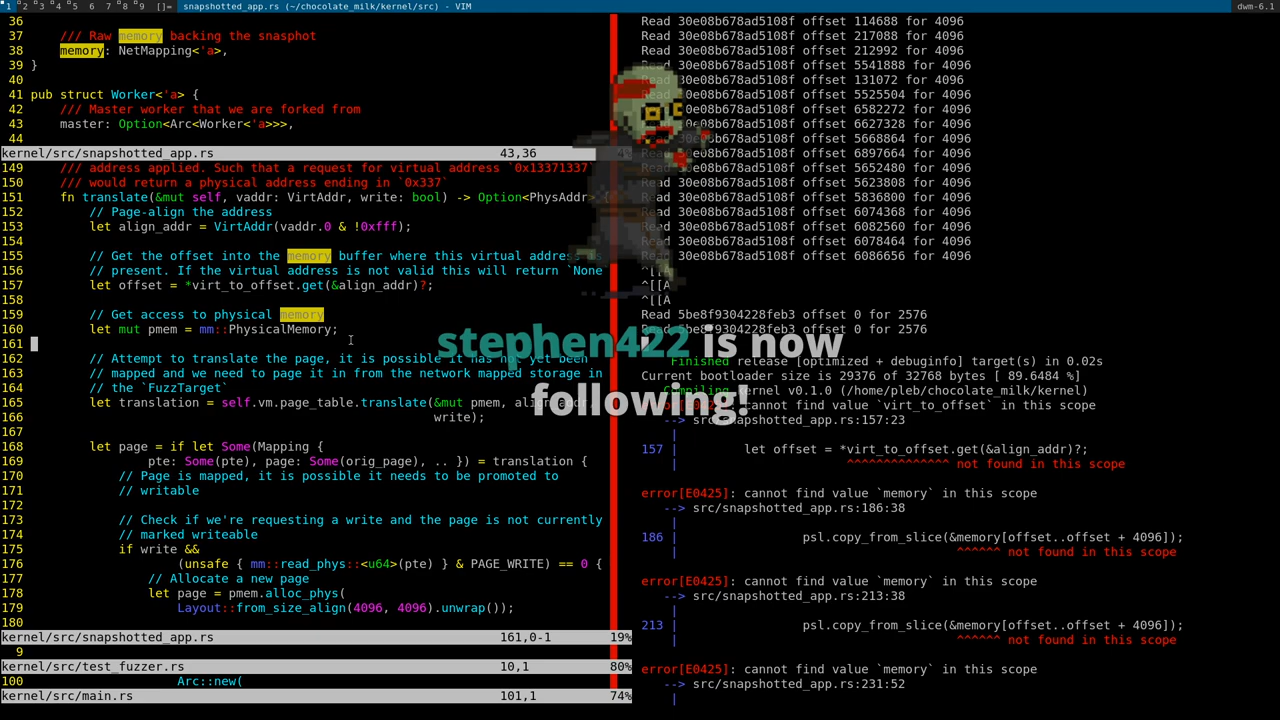 1 2 3 4 5 6 7 8 9 []= snapshotted_app.rs (~/chocolate_milk/kernel/src) - VIM dwm-6.1
36
37 /// Raw memory backing the snasphot
38 memory: NetMapping<'a>,
39 }
40
41 pub struct Worker<'a> {
42 /// Master worker that we are forked from
43 master: Option<Arc<Worker<'a>>>,
44
kernel/src/snapshotted_app.rs 43,36
149 /// address applied. Such that a request for virtual address `0x13371337`
150 /// would return a physical address ending in `0x337`
151 fn translate(&mut self, vaddr: VirtAddr, write: bool) -> Option<PhysAddr> {
152 // Page-align the address
153 let align_addr = VirtAddr(vaddr.0 & !0xfff);
154
155 // Get the offset into the memory buffer where this virtual address is
156 // present. If the virtual address is not valid this will return `None
157 let offset = *virt_to_offset.get(&align_addr)?;
158
159 // Get access to physical memory
160 let mut pmem = mm::PhysicalMemory;
161
162 // Attempt to translate the page, it is possible it has not yet been
163 // mapped and we need to page it in from the network mapped storage in
164 // the `FuzzTarget`
165 let translation = self.vm.page_table.translate(&mut pmem, align_addr,
166 write);
167
168 let page = if let Some(Mapping {
169 pte: Some(pte), page: Some(orig_page), .. }) = translation {
170 // Page is mapped, it is possible it needs to be promoted to
171 // writable
172
173 // Check if we're requesting a write and the page is not currently
174 // marked writeable
175 if write &&
176 (unsafe { mm::read_phys::<u64>(pte) } & PAGE_WRITE) == 0 {
177 // Allocate a new page
178 let page = pmem.alloc_phys(
179 Layout::from_size_align(4096, 4096).unwrap());
180
kernel/src/snapshotted_app.rs 161,0-1 19%
9
kernel/src/test_fuzzer.rs 10,1 80%
100 Arc::new(
kernel/src/main.rs 101,1 74%
Read 30e08b678ad5108f offset 114688 for 4096
Read 30e08b678ad5108f offset 217088 for 4096
Read 30e08b678ad5108f offset 212992 for 4096
Read 30e08b678ad5108f offset 5541888 for 4096
Read 30e08b678ad5108f offset 131072 for 4096
Read 30e08b678ad5108f offset 5525504 for 4096
Read 30e08b678ad5108f offset 6582272 for 4096
Read 30e08b678ad5108f offset 6627328 for 4096
Read 30e08b678ad5108f offset 5668864 for 4096
Read 30e08b678ad5108f offset 6897664 for 4096
Read 30e08b678ad5108f offset 5652480 for 4096
Read 30e08b678ad5108f offset 5623808 for 4096
Read 30e08b678ad5108f offset 5836800 for 4096
Read 30e08b678ad5108f offset 6074368 for 4096
Read 30e08b678ad5108f offset 6082560 for 4096
Read 30e08b678ad5108f offset 6078464 for 4096
Read 30e08b678ad5108f offset 6086656 for 4096
^[[A
^[[A
^[[A
Read 5be8f9304228feb3 offset 0 for 2576
Read 5be8f9304228feb3 offset 0 for 2576
Finished release [optimized + debuginfo] target(s) in 0.02s
Current bootloader size is 29376 of 32768 bytes [ 89.6484 %]
Compiling kernel v0.1.0 (/home/pleb/chocolate_milk/kernel)
error[E0425]: cannot find value `virt_to_offset` in this scope
--> src/snapshotted_app.rs:157:23
|
157 | let offset = *virt_to_offset.get(&align_addr)?;
| ^^^^^^^^^^^^^^ not found in this scope
error[E0425]: cannot find value `memory` in this scope
--> src/snapshotted_app.rs:186:38
|
186 | psl.copy_from_slice(&memory[offset..offset + 4096]);
| ^^^^^^ not found in this scope
error[E0425]: cannot find value `memory` in this scope
--> src/snapshotted_app.rs:213:38
|
213 | psl.copy_from_slice(&memory[offset..offset + 4096]);
| ^^^^^^ not found in this scope
error[E0425]: cannot find value `memory` in this scope
--> src/snapshotted_app.rs:231:52
|
stephen422 is now
following!